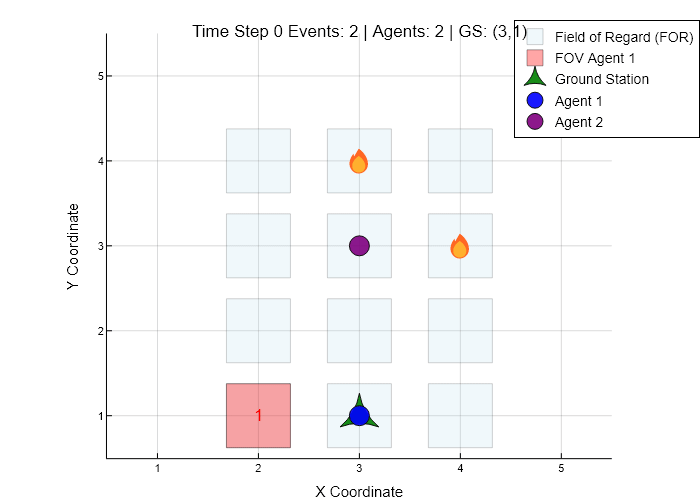 Time Step 0 Events: 2 | Agents: 2 | GS: (3,1)
Field of Regard (FOR)
FOV Agent 1
Ground Station
Agent 1
Agent 2
Y Coordinate
5
4
3
2
1
1
1
2
3
4
5
X Coordinate